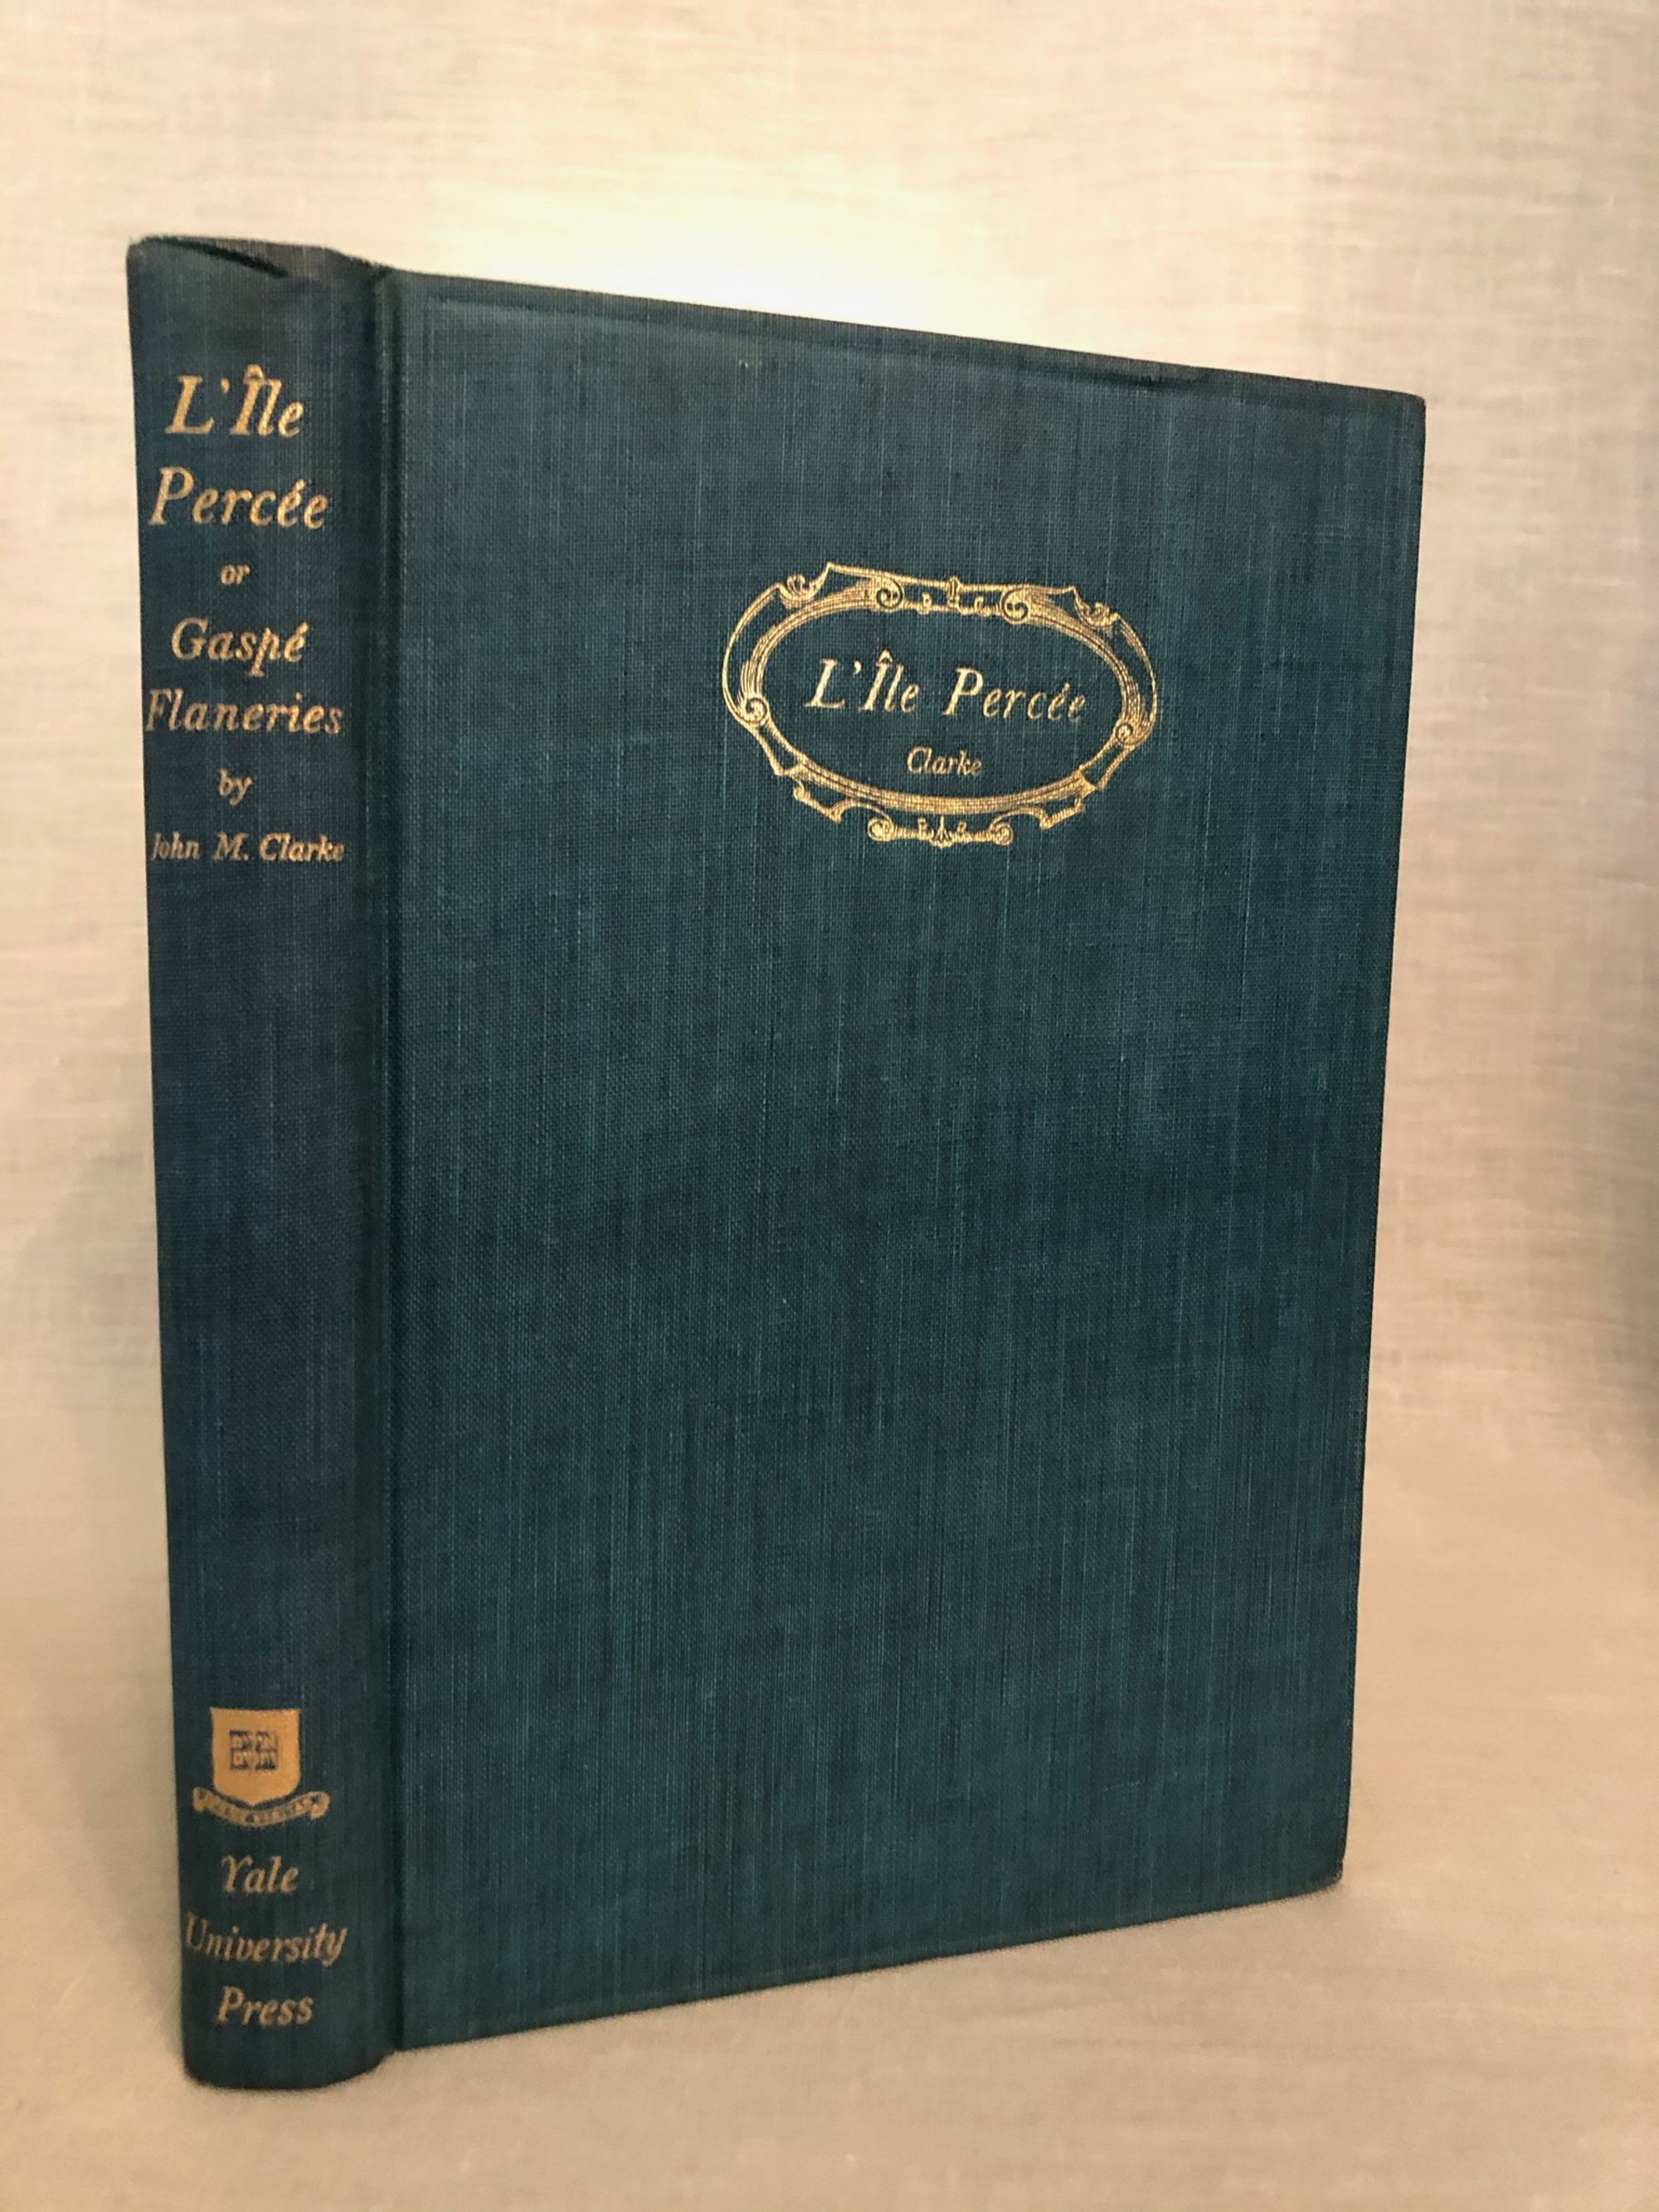 L'Île
Percée
or
Gaspé
Flaneries
by
John M. Clarke
Yale
University
Press
L'Île Percée
Clarke